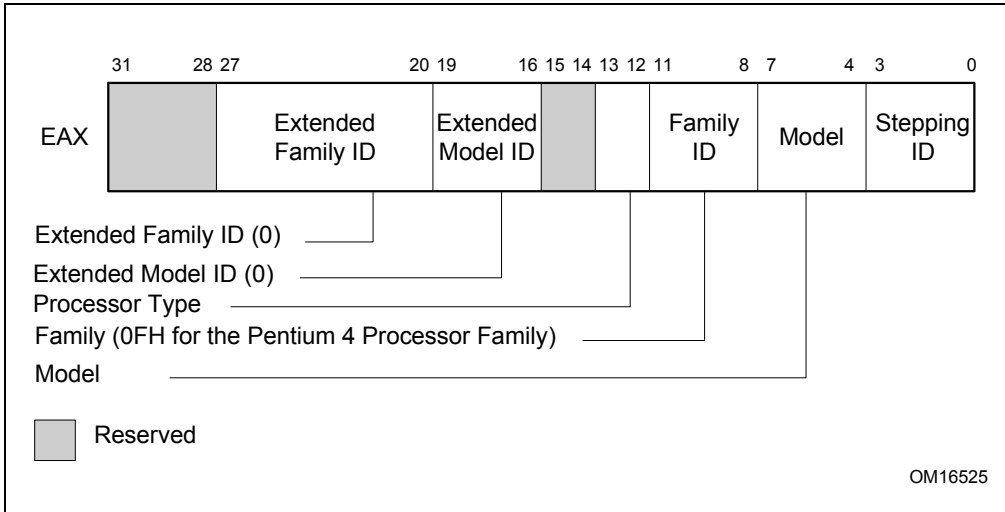 31 28 27 20 19 16 15 14 13 12 11 8 7 4 3 0
EAX
Extended
Family ID
Extended
Model ID
Family
ID
Model
Stepping
ID
Extended Family ID (0)
Extended Model ID (0)
Processor Type
Family (0FH for the Pentium 4 Processor Family)
Model
Reserved
OM16525